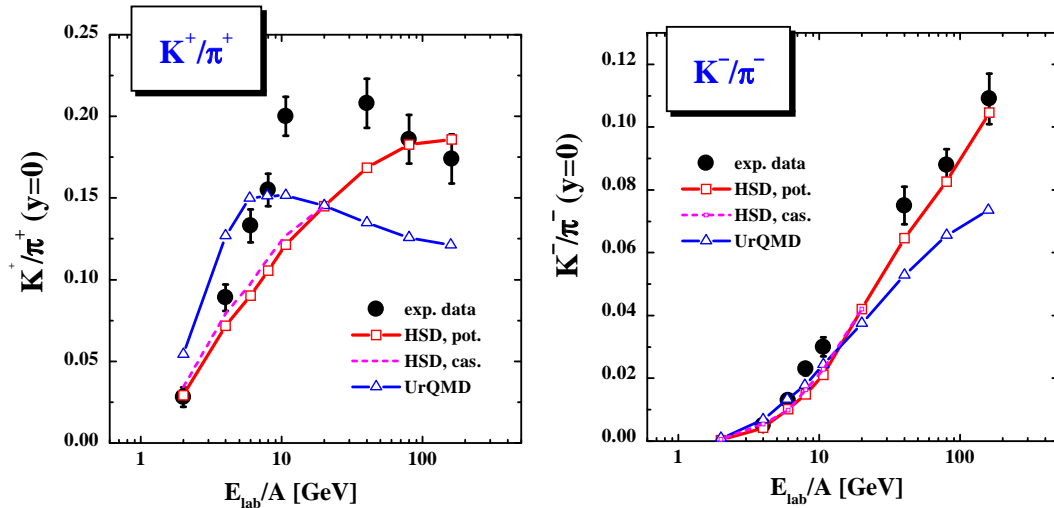 K⁺/π⁺
K⁺/π⁺ (y=0)
0.25
0.20
0.15
0.10
0.05
0.00
exp. data
HSD, pot.
HSD, cas.
UrQMD
1
10
100
E_lab/A [GeV]
K⁻/π⁻
K⁻/π⁻ (y=0)
0.12
0.10
0.08
0.06
0.04
0.02
0.00
exp. data
HSD, pot.
HSD, cas.
UrQMD
1
10
100
E_lab/A [GeV]